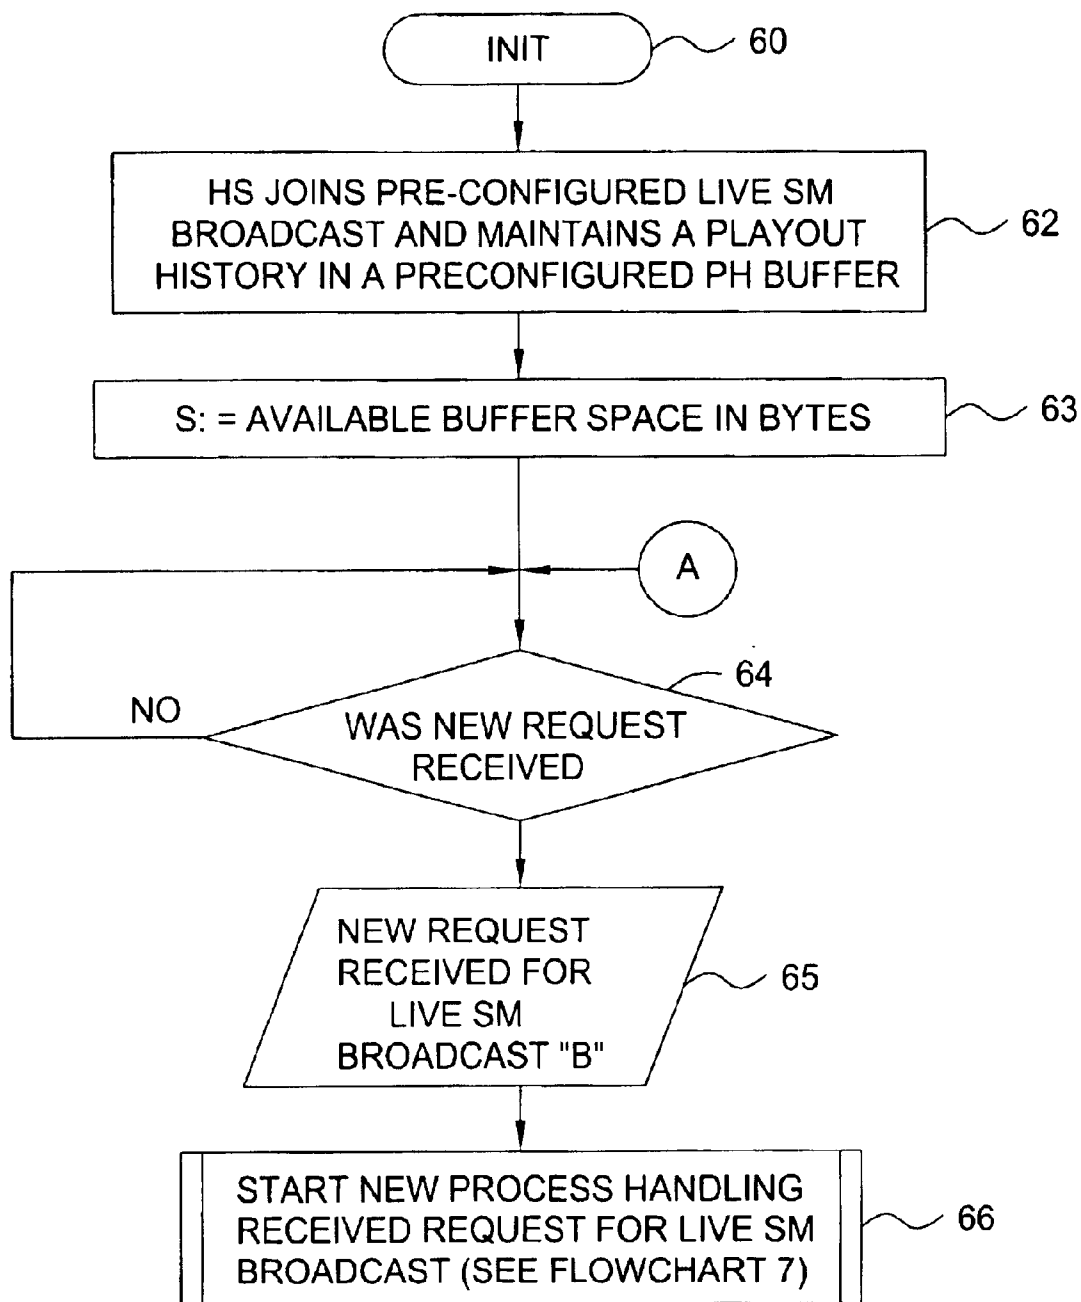 INIT
60
HS JOINS PRE-CONFIGURED LIVE SM
BROADCAST AND MAINTAINS A PLAYOUT
HISTORY IN A PRECONFIGURED PH BUFFER
62
S: = AVAILABLE BUFFER SPACE IN BYTES
63
A
64
NO
WAS NEW REQUEST
RECEIVED
NEW REQUEST
RECEIVED FOR
LIVE SM
BROADCAST "B"
65
START NEW PROCESS HANDLING
RECEIVED REQUEST FOR LIVE SM
BROADCAST (SEE FLOWCHART 7)
66